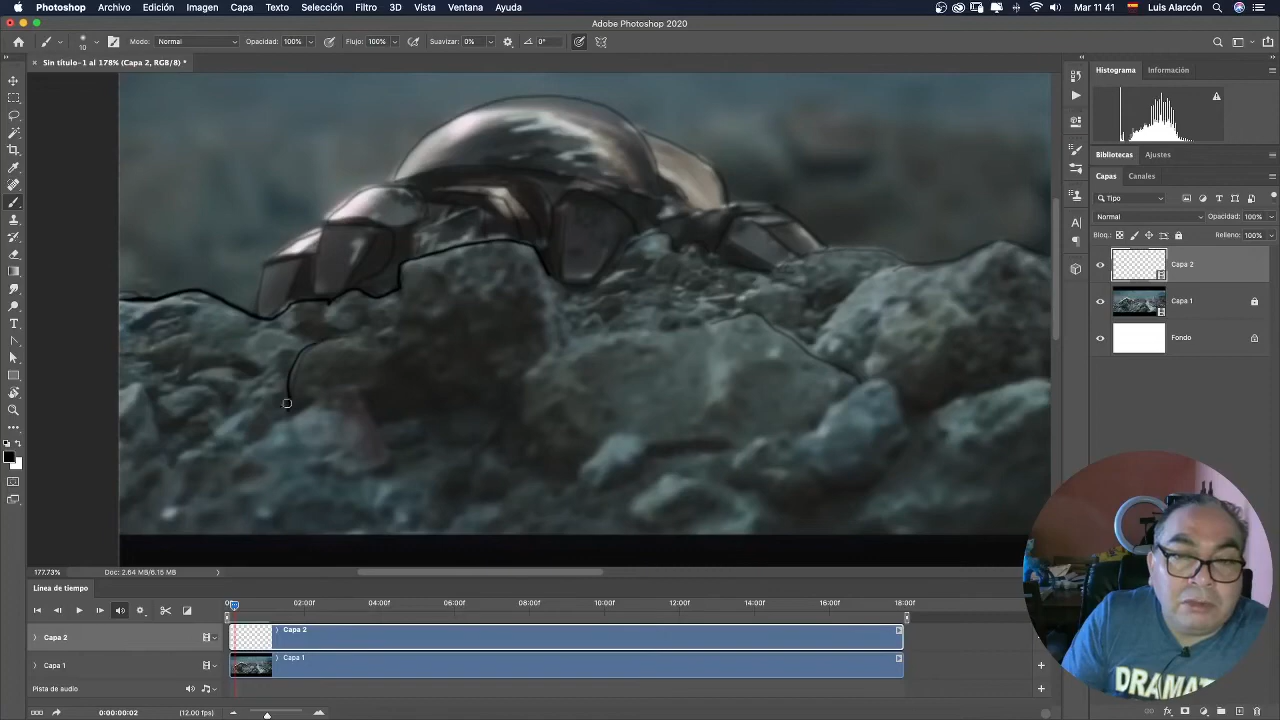 Photoshop Archivo Edición Imagen Capa Texto Selección Filtro 3D Vista Ventana Ayuda Mar 11 41 Luis Alarcón
Adobe Photoshop 2020
10 Modo: Normal Opacidad: 100% Flujo: 100% Suavizar: 0% 0°
× Sin título-1 al 178% (Capa 2, RGB/8) *
Histograma Información
Bibliotecas Ajustes
Capas Canales
Tipo
Normal Opacidad: 100%
Bloq.: Relleno: 100%
Capa 2
Capa 1
Fondo
177.73% Doc: 2.64 MB/6.15 MB
Línea de tiempo
02:00f 04:00f 06:00f 08:00f 10:00f 12:00f 14:00f 16:00f 18:00f
Capa 2 Capa 2
Capa 1 Capa 1
Pista de audio
0:00:00:02 (12,00 fps)
DRAMAT